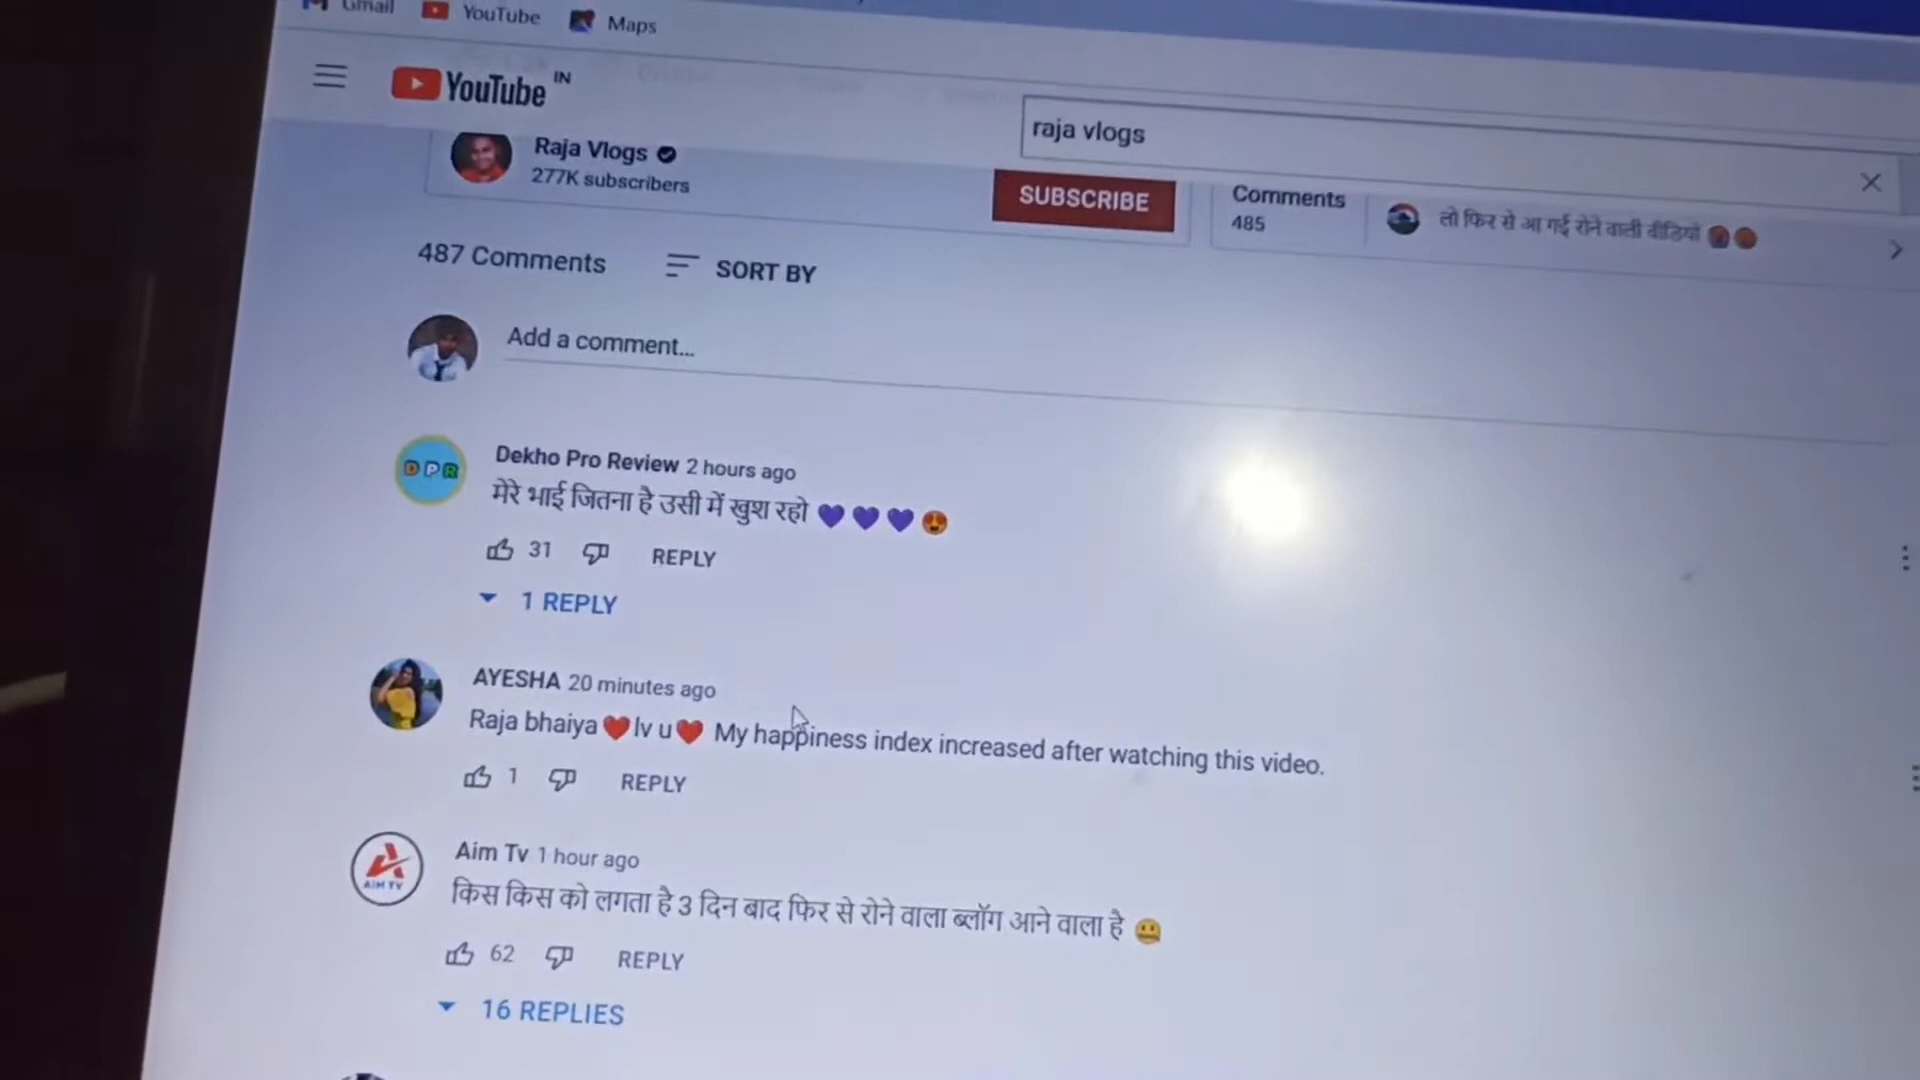 Gmail YouTube Maps
YouTube IN
raja vlogs
Raja Vlogs
277K subscribers
SUBSCRIBE
Comments
485
लो फिर से आ गई रोने वाली वीडियो
487 Comments SORT BY
Add a comment...
DPR
Dekho Pro Review 2 hours ago
मेरे भाई जितना है उसी में खुश रहो 💜💜💜😍
31 REPLY
1 REPLY
AYESHA 20 minutes ago
Raja bhaiya❤️lv u❤️ My happiness index increased after watching this video.
1 REPLY
AIM TV
Aim Tv 1 hour ago
किस किस को लगता है 3 दिन बाद फिर से रोने वाला ब्लॉग आने वाला है 🤐
62 REPLY
16 REPLIES